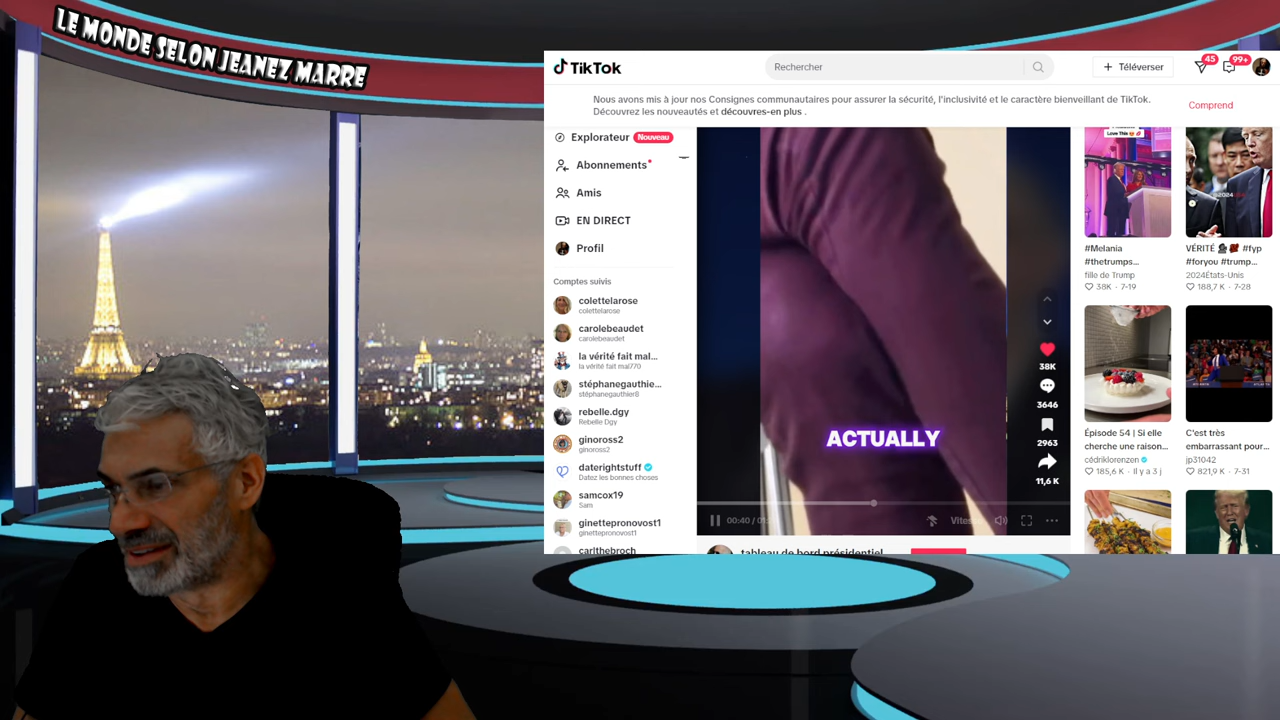 LE MONDE SELON JEANEZ MARRE
TikTok
Rechercher
Téléverser
45
99+
Nous avons mis à jour nos Consignes communautaires pour assurer la sécurité, l'inclusivité et le caractère bienveillant de TikTok.
Découvrez les nouveautés et découvres-en plus .
Comprend
Explorateur Nouveau
Abonnements
Amis
EN DIRECT
Profil
Comptes suivis
colettelarose
colettelarose
carolebeaudet
carolebeaudet
la vérité fait mal...
la vérité fait mal770
stéphanegauthie...
stéphanegauthier8
rebelle.dgy
Rebelle Dgy
ginoross2
ginoross2
daterightstuff
Datez les bonnes choses
samcox19
Sam
ginettepronovost1
ginettepronovost1
carlthebroch
ACTUALLY
00:40
38K
3646
2963
11,6 K
tableau de bord présidentiel
Love This
#Melania
#thetrumps...
fille de Trump
38K · 7-19
VÉRITÉ #fyp
#foryou #trump...
2024États-Unis
188,7 K · 7-28
Épisode 54 | Si elle
cherche une raison...
cédriklorenzen
185,6 K · Il y a 3 j
C'est très
embarrassant pour...
jp31042
821,9 K · 7-31